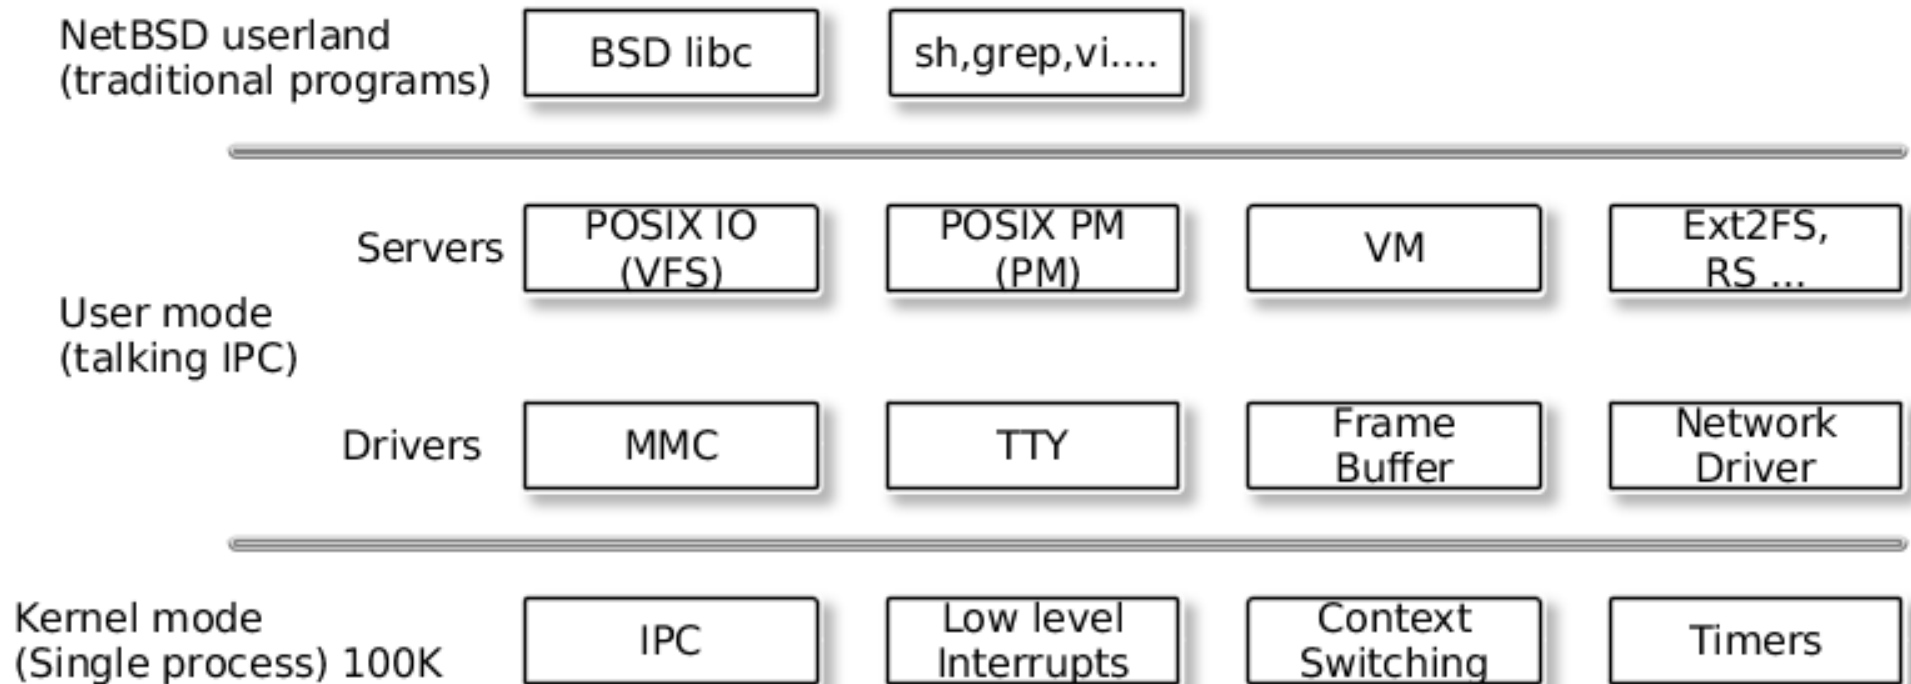 NetBSD userland
(traditional programs)
BSD libc
sh,grep,vi....
Servers
POSIX IO
(VFS)
POSIX PM
(PM)
VM
Ext2FS,
RS ...
User mode
(talking IPC)
Drivers
MMC
TTY
Frame
Buffer
Network
Driver
Kernel mode
(Single process) 100K
IPC
Low level
Interrupts
Context
Switching
Timers